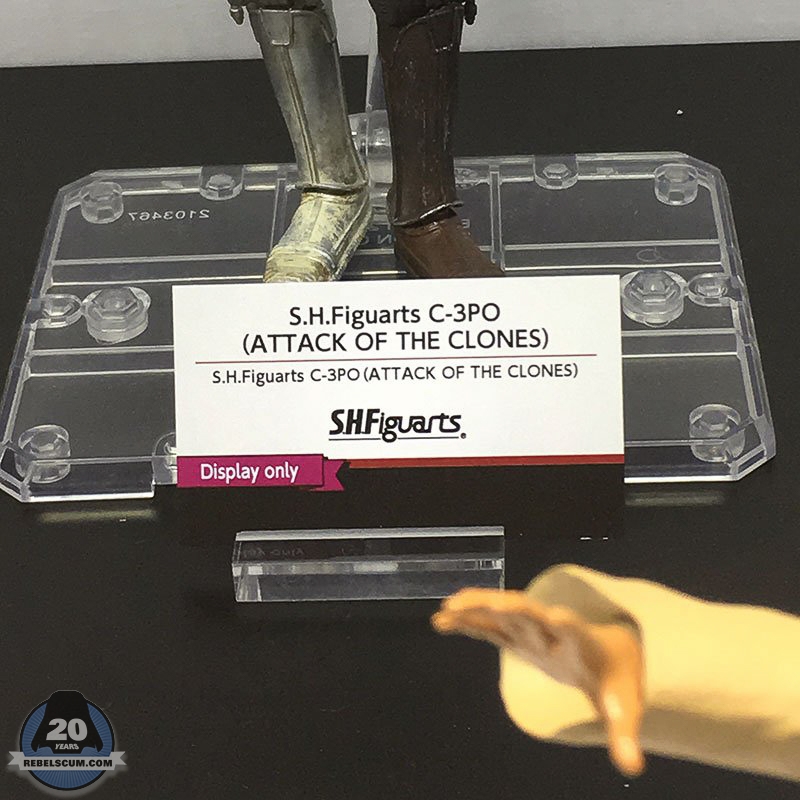 2103467
S.H.Figuarts C-3PO
(ATTACK OF THE CLONES)
S.H.Figuarts C-3PO (ATTACK OF THE CLONES)
S.H.Figuarts®
Display only
20
YEARS
REBELSCUM.COM